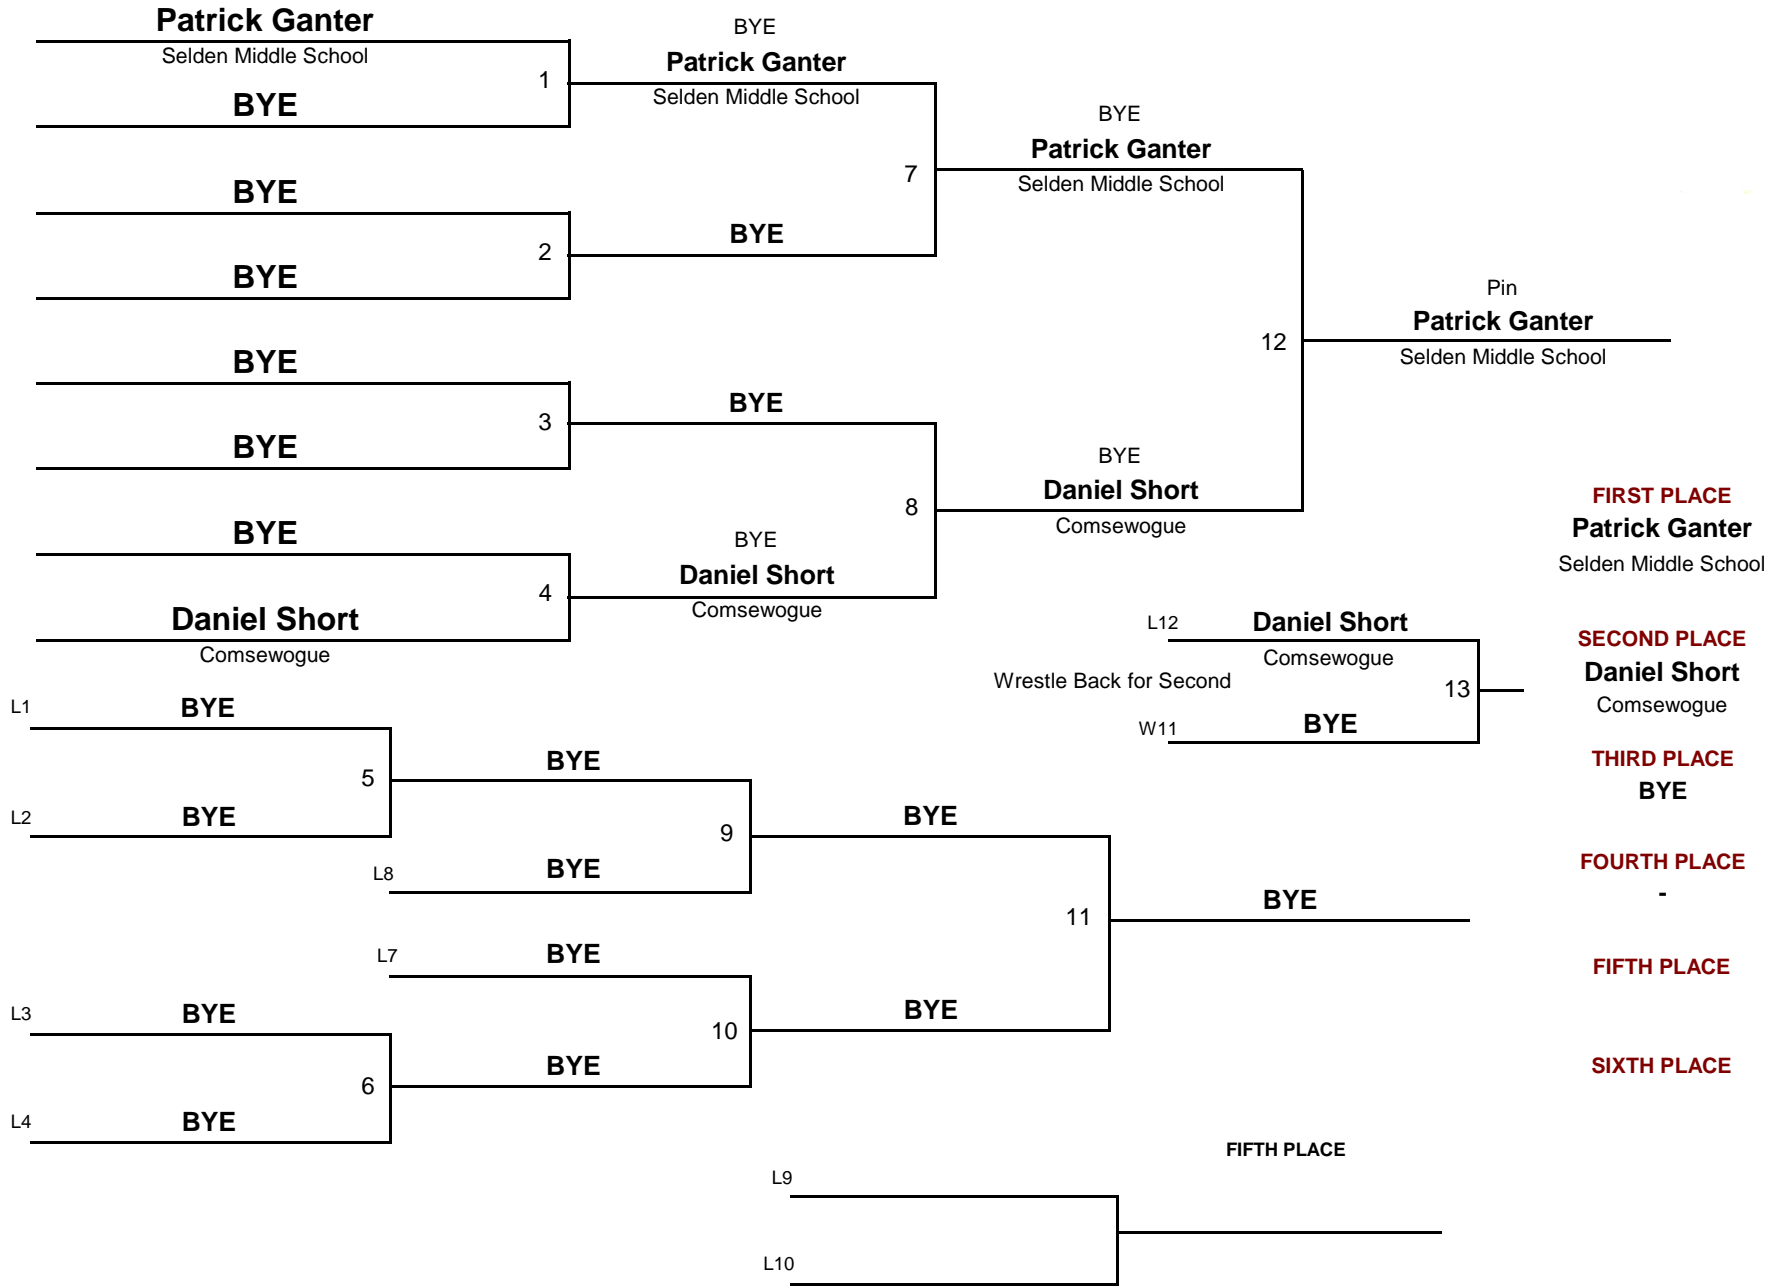 Patrick Ganter
Selden Middle School
1
BYE
BYE
2
BYE
BYE
3
BYE
BYE
4
Daniel Short
Comsewogue
BYE
Patrick Ganter
Selden Middle School
7
BYE
BYE
8
BYE
Daniel Short
Comsewogue
BYE
Patrick Ganter
Selden Middle School
12
BYE
Daniel Short
Comsewogue
Pin
Patrick Ganter
Selden Middle School
FIRST PLACE
Patrick Ganter
Selden Middle School
L12
Daniel Short
Comsewogue
Wrestle Back for Second
13
W11
BYE
SECOND PLACE
Daniel Short
Comsewogue
THIRD PLACE
BYE
FOURTH PLACE
-
FIFTH PLACE
SIXTH PLACE
L1
BYE
5
L2
BYE
BYE
9
L8
BYE
L7
BYE
10
BYE
L3
BYE
6
L4
BYE
BYE
11
BYE
BYE
FIFTH PLACE
L9
L10